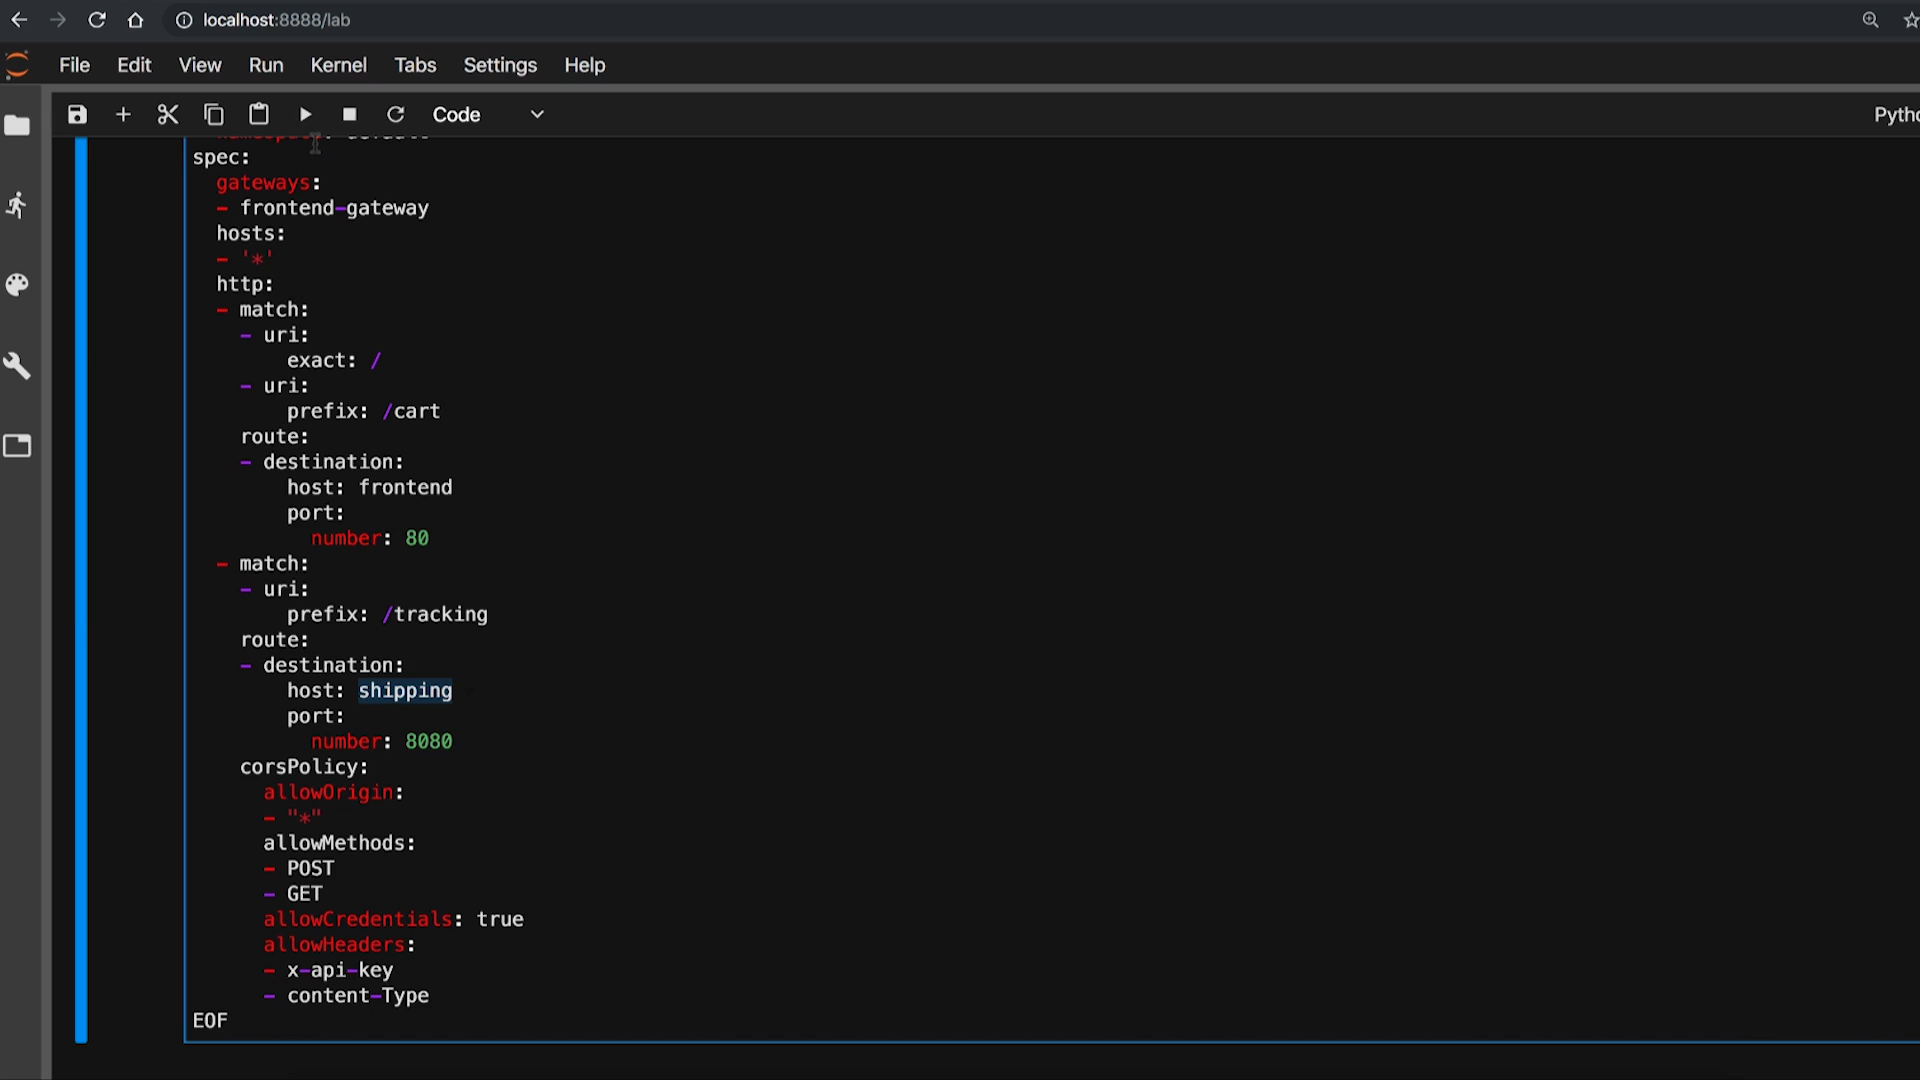 localhost:8888/lab
File Edit View Run Kernel Tabs Settings Help
Code Pytho
spec:
  gateways:
  - frontend-gateway
  hosts:
  - '*'
  http:
  - match:
    - uri:
        exact: /
    - uri:
        prefix: /cart
    route:
    - destination:
        host: frontend
        port:
          number: 80
  - match:
    - uri:
        prefix: /tracking
    route:
    - destination:
        host: shipping
        port:
          number: 8080
    corsPolicy:
      allowOrigin:
      - "*"
      allowMethods:
      - POST
      - GET
      allowCredentials: true
      allowHeaders:
      - x-api-key
      - content-Type
EOF